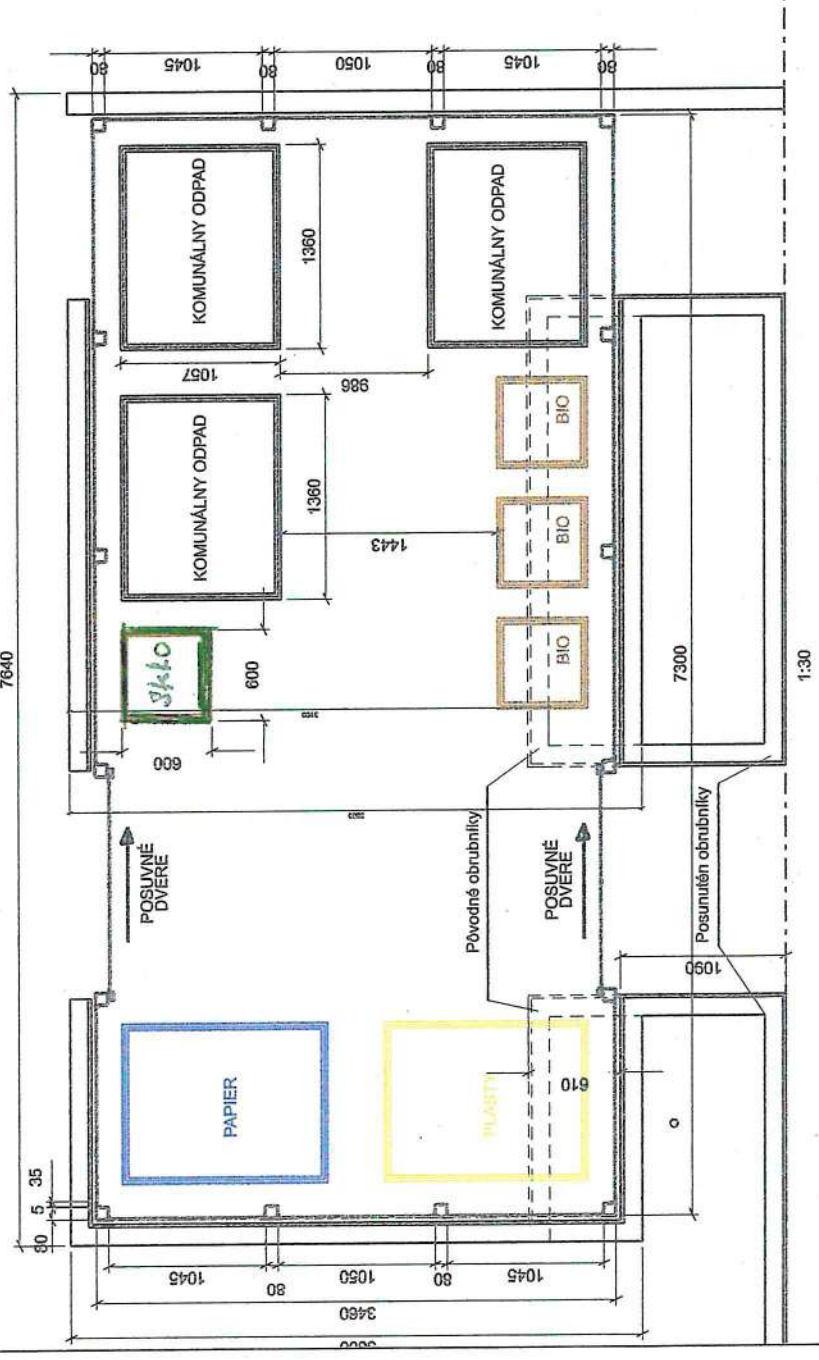 7640
80
1045
80
1050
80
1045
80
KOMUNÁLNY ODPAD
1360
KOMUNÁLNY ODPAD
1057
986
KOMUNÁLNY ODPAD
1360
1443
BIO
BIO
BIO
Sklo
600
600
7300
1:30
POSUVNÉ
DVERE
POSUVNÉ
DVERE
Pôvodné obrubníky
Posunutén obrubníky
1090
PAPIER
PLASTY
610
35
5
80
1045
80
1050
80
1045
3460